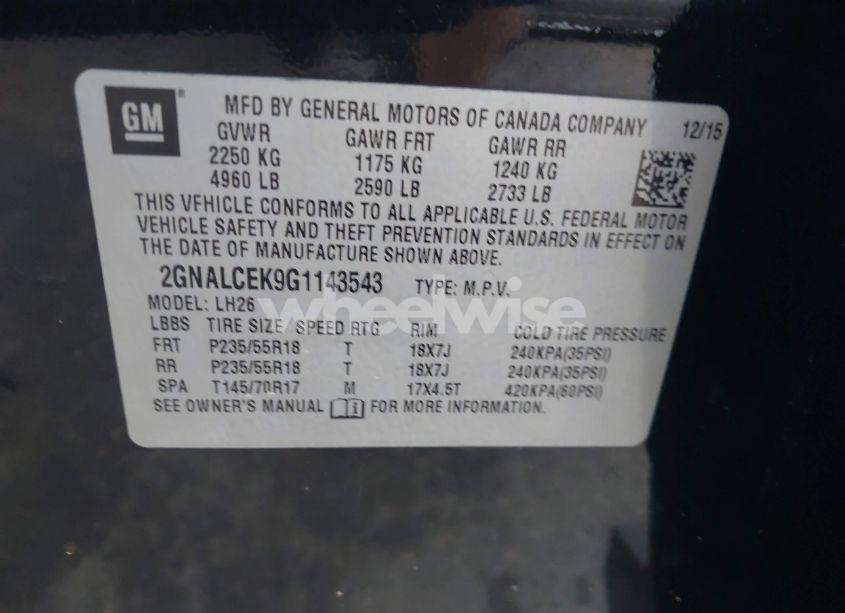 GM ® MFD BY GENERAL MOTORS OF CANADA COMPANY 12/15
GVWR GAWR FRT GAWR RR
2250 KG 1175 KG 1240 KG
4960 LB 2590 LB 2733 LB
THIS VEHICLE CONFORMS TO ALL APPLICABLE U.S. FEDERAL MOTOR
VEHICLE SAFETY AND THEFT PREVENTION STANDARDS IN EFFECT ON
THE DATE OF MANUFACTURE SHOWN ABOVE.
2GNALCEK9G1143543 TYPE: M.P.V.
MODEL: LH26
wheelwise
LBBS TIRE SIZE SPEED RTG RIM COLD TIRE PRESSURE
FRT P235/55R18 T 18X7J 240KPA(35PSI)
RR P235/55R18 T 18X7J 240KPA(35PSI)
SPA T145/70R17 M 17X4.5T 420KPA(60PSI)
SEE OWNER'S MANUAL FOR MORE INFORMATION.